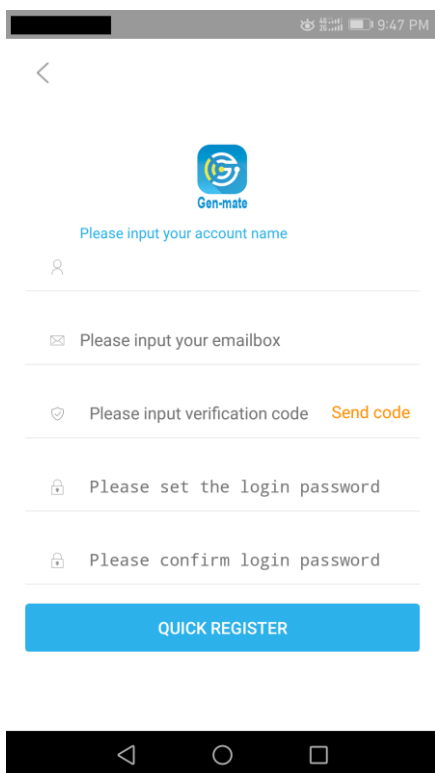 9:47 PM
Gen-mate
Please input your account name
Please input your emailbox
Please input verification code Send code
Please set the login password
Please confirm login password
QUICK REGISTER